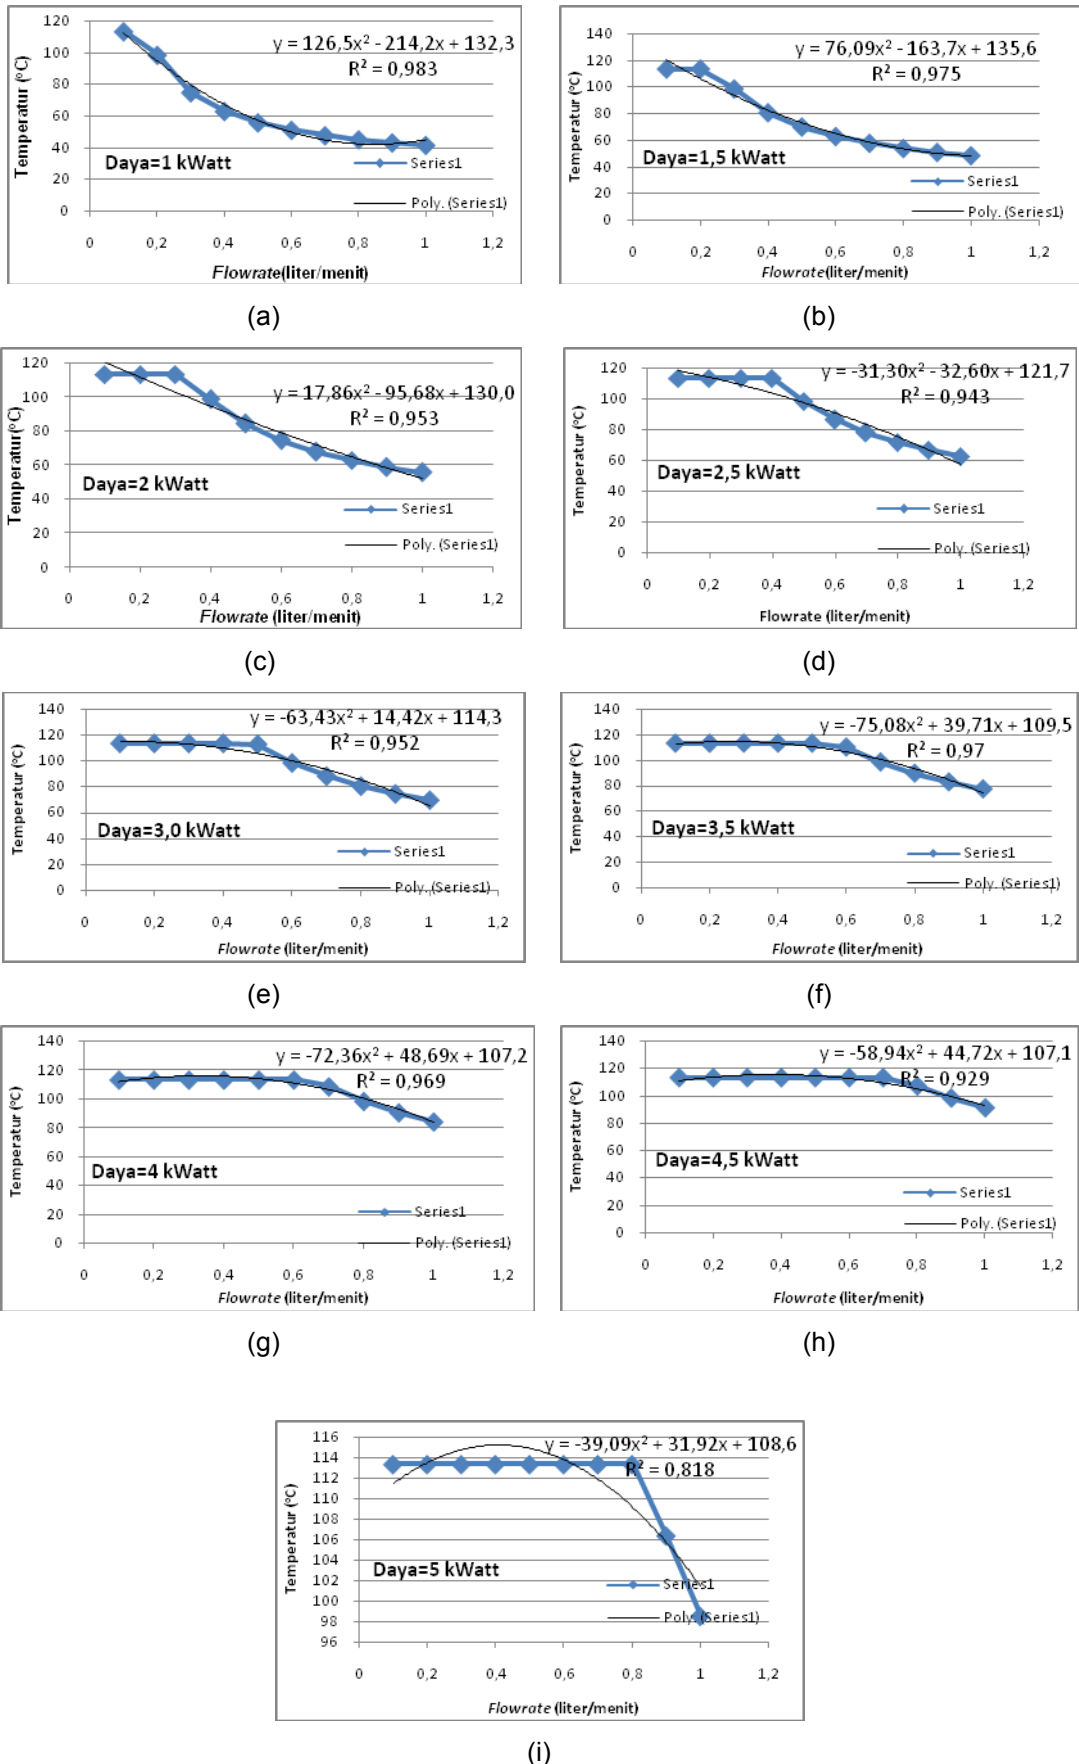 y = 126,5x² - 214,2x + 132,3
R² = 0,983
Temperatur (°C)
120
100
80
60
40
20
0
Daya=1 kWatt
Series1
Poly. (Series1)
0 0,2 0,4 0,6 0,8 1 1,2
Flowrate(liter/menit)
(a)
y = 76,09x² - 163,7x + 135,6
R² = 0,975
Temperatur (°C)
140
120
100
80
60
40
20
0
Daya=1,5 kWatt
Series1
Poly. (Series1)
0 0,2 0,4 0,6 0,8 1 1,2
Flowrate(liter/menit)
(b)
y = 17,86x² - 95,68x + 130,0
R² = 0,953
Temperatur (°C)
120
100
80
60
40
20
0
Daya=2 kWatt
Series1
Poly. (Series1)
0 0,2 0,4 0,6 0,8 1 1,2
Flowrate (liter/menit)
(c)
y = -31,30x² - 32,60x + 121,7
R² = 0,943
Temperatur (°C)
120
100
80
60
40
20
0
Daya=2,5 kWatt
Series1
Poly. (Series1)
0 0,2 0,4 0,6 0,8 1 1,2
Flowrate (liter/menit)
(d)
y = -63,43x² + 14,42x + 114,3
R² = 0,952
Temperatur (°C)
140
120
100
80
60
40
20
0
Daya=3,0 kWatt
Series1
Poly. (Series1)
0 0,2 0,4 0,6 0,8 1 1,2
Flowrate (liter/menit)
(e)
y = -75,08x² + 39,71x + 109,5
R² = 0,97
Temperatur (°C)
140
120
100
80
60
40
20
0
Daya=3,5 kWatt
Series1
Poly. (Series1)
0 0,2 0,4 0,6 0,8 1 1,2
Flowrate (liter/menit)
(f)
y = -72,36x² + 48,69x + 107,2
R² = 0,969
Temperatur (°C)
140
120
100
80
60
40
20
0
Daya=4 kWatt
Series1
Poly. (Series1)
0 0,2 0,4 0,6 0,8 1 1,2
Flowrate (liter/menit)
(g)
y = -58,94x² + 44,72x + 107,1
R² = 0,929
Temperatur (°C)
140
120
100
80
60
40
20
0
Daya=4,5 kWatt
Series1
Poly. (Series1)
0 0,2 0,4 0,6 0,8 1 1,2
Flowrate (liter/menit)
(h)
y = -39,09x² + 31,92x + 108,6
R² = 0,818
Temperatur (°C)
116
114
112
110
108
106
104
102
100
98
96
Daya=5 kWatt
Series1
Poly. (Series1)
0 0,2 0,4 0,6 0,8 1 1,2
Flowrate (liter/menit)
(i)